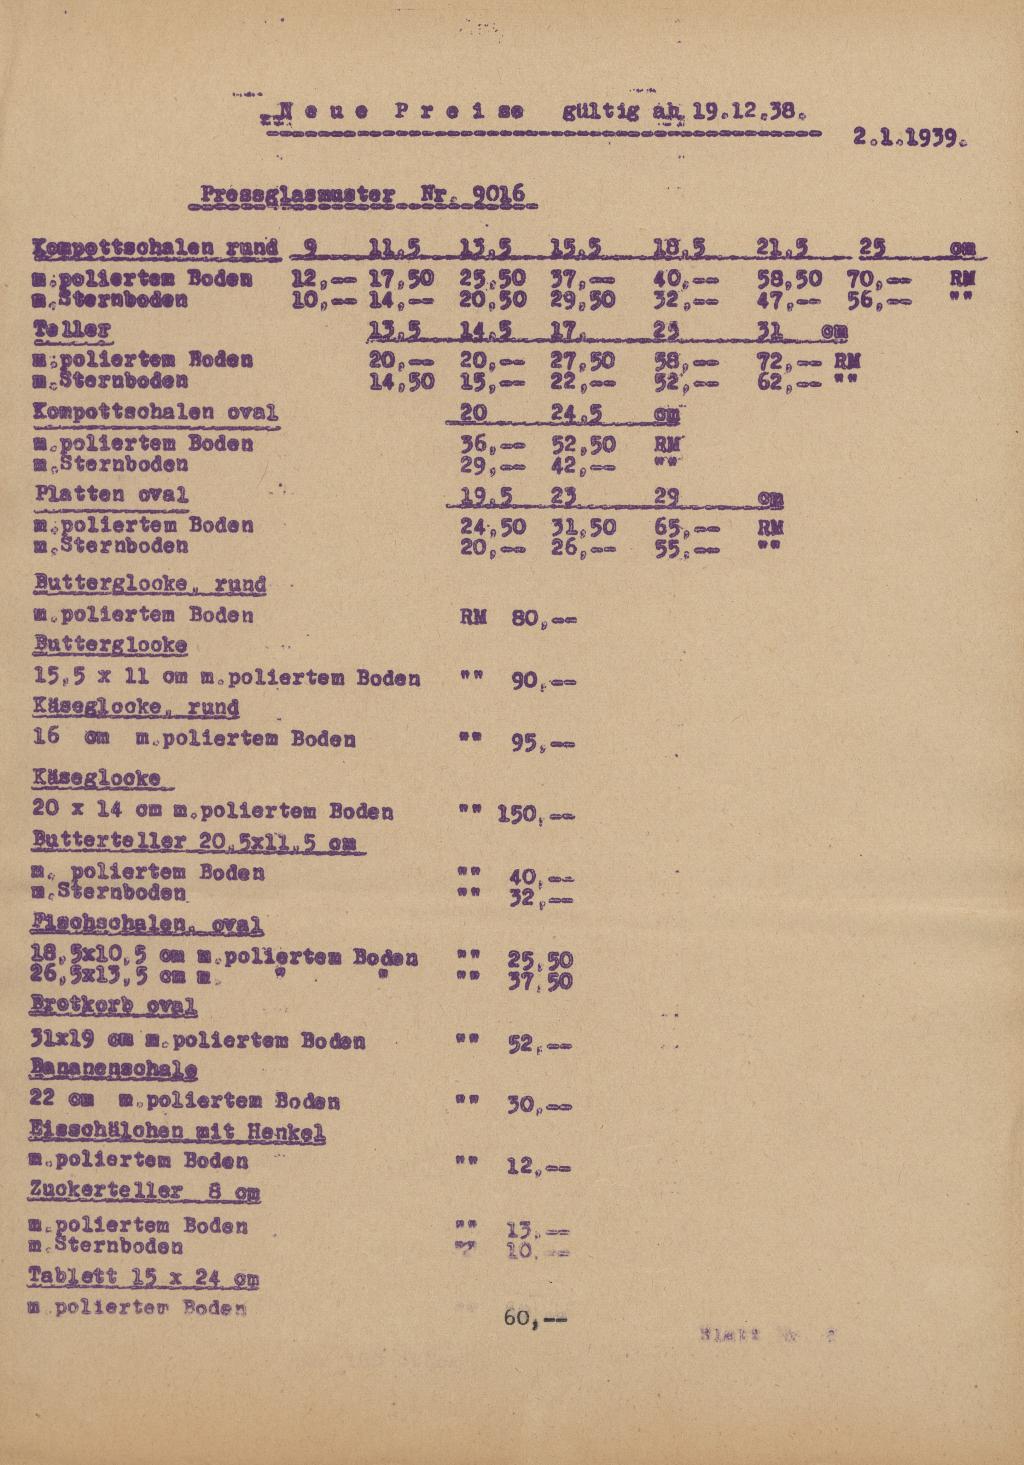 Neue Preise gültig ab 19.12.38.
2.1.1939.
Pressglasmuster Nr. 9016
Kompottschalen rund 9 11,5 13,5 15,5 18,5 21,5 25 cm
m.poliertem Boden 12,-- 17,50 25,50 37,-- 40,-- 58,50 70,-- RM
m.Sternboden 10,-- 14,-- 20,50 29,50 32,-- 47,-- 56,-- ""
Teller 13,5 14,5 17, 23 31 cm
m.poliertem Boden 20,-- 20,-- 27,50 58,-- 72,-- RM
m.Sternboden 14,50 15,-- 22,-- 52,-- 62,-- ""
Kompottschalen oval 20 24,5 cm
m.poliertem Boden 36,-- 52,50 RM
m.Sternboden 29,-- 42,-- ""
Platten oval 19,5 23 29 cm
m.poliertem Boden 24,50 31,50 65,-- RM
m.Sternboden 20,-- 26,-- 55,-- ""
Butterglocke, rund
m.poliertem Boden RM 80,--
Butterglocke
15,5 x 11 cm m.poliertem Boden "" 90,--
Käseglocke, rund
16 cm m.poliertem Boden "" 95,--
Käseglocke
20 x 14 cm m.poliertem Boden "" 150,--
Butterteller 20,5x11,5 cm
m. poliertem Boden "" 40,--
m.Sternboden "" 32,--
Fischschalen, oval
18,5x10,5 cm m.poliertem Boden "" 25,50
26,5x13,5 cm m. " " "" 37,50
Brotkorb oval
31x19 cm m.poliertem Boden "" 52,--
Bananenschale
22 cm m.poliertem Boden "" 30,--
Eisschälchen mit Henkel
m.poliertem Boden "" 12,--
Zuckerteller 8 cm
m.poliertem Boden "" 13,--
m.Sternboden "" 10,--
Tablett 15 x 24 cm
m.poliertem Boden "" 60,--
Blatt